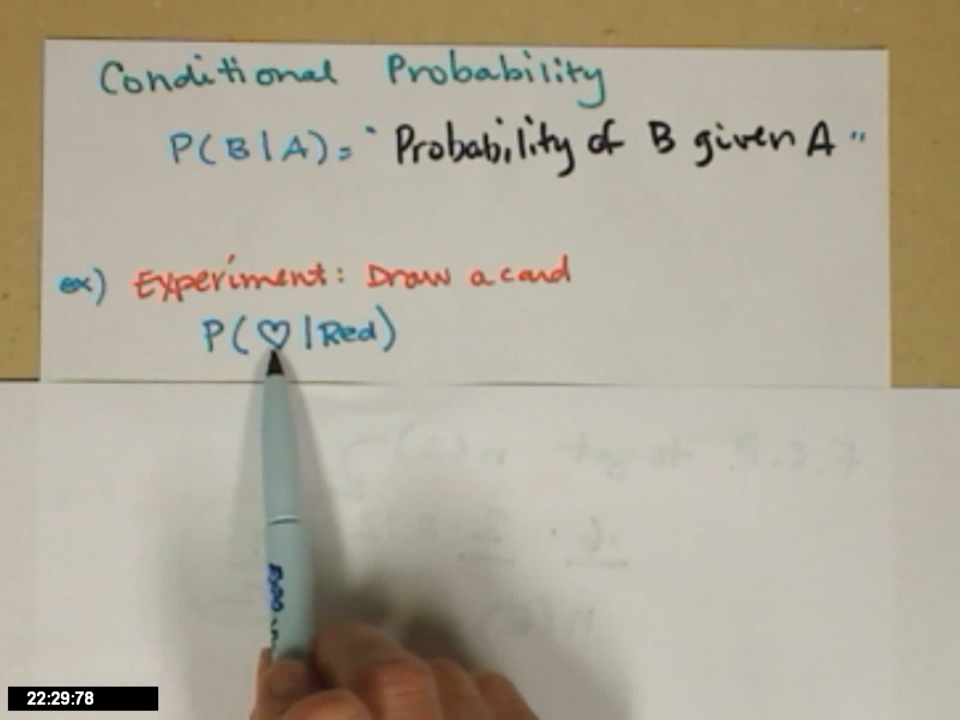 Conditional Probability
P(B|A) = "Probability of B given A"
ex) Experiment: Draw a card
P(♡|Red)
22:29:78